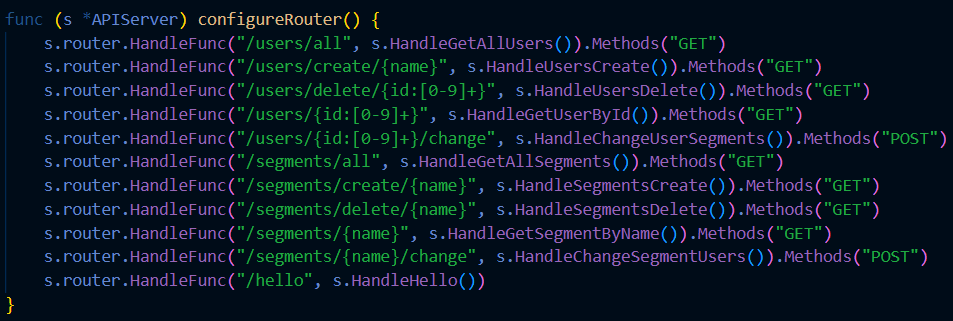 func (s *APIServer) configureRouter() {
    s.router.HandleFunc("/users/all", s.HandleGetAllUsers()).Methods("GET")
    s.router.HandleFunc("/users/create/{name}", s.HandleUsersCreate()).Methods("GET")
    s.router.HandleFunc("/users/delete/{id:[0-9]+}", s.HandleUsersDelete()).Methods("GET")
    s.router.HandleFunc("/users/{id:[0-9]+}", s.HandleGetUserById()).Methods("GET")
    s.router.HandleFunc("/users/{id:[0-9]+}/change", s.HandleChangeUserSegments()).Methods("POST")
    s.router.HandleFunc("/segments/all", s.HandleGetAllSegments()).Methods("GET")
    s.router.HandleFunc("/segments/create/{name}", s.HandleSegmentsCreate()).Methods("GET")
    s.router.HandleFunc("/segments/delete/{name}", s.HandleSegmentsDelete()).Methods("GET")
    s.router.HandleFunc("/segments/{name}", s.HandleGetSegmentByName()).Methods("GET")
    s.router.HandleFunc("/segments/{name}/change", s.HandleChangeSegmentUsers()).Methods("POST")
    s.router.HandleFunc("/hello", s.HandleHello())
}